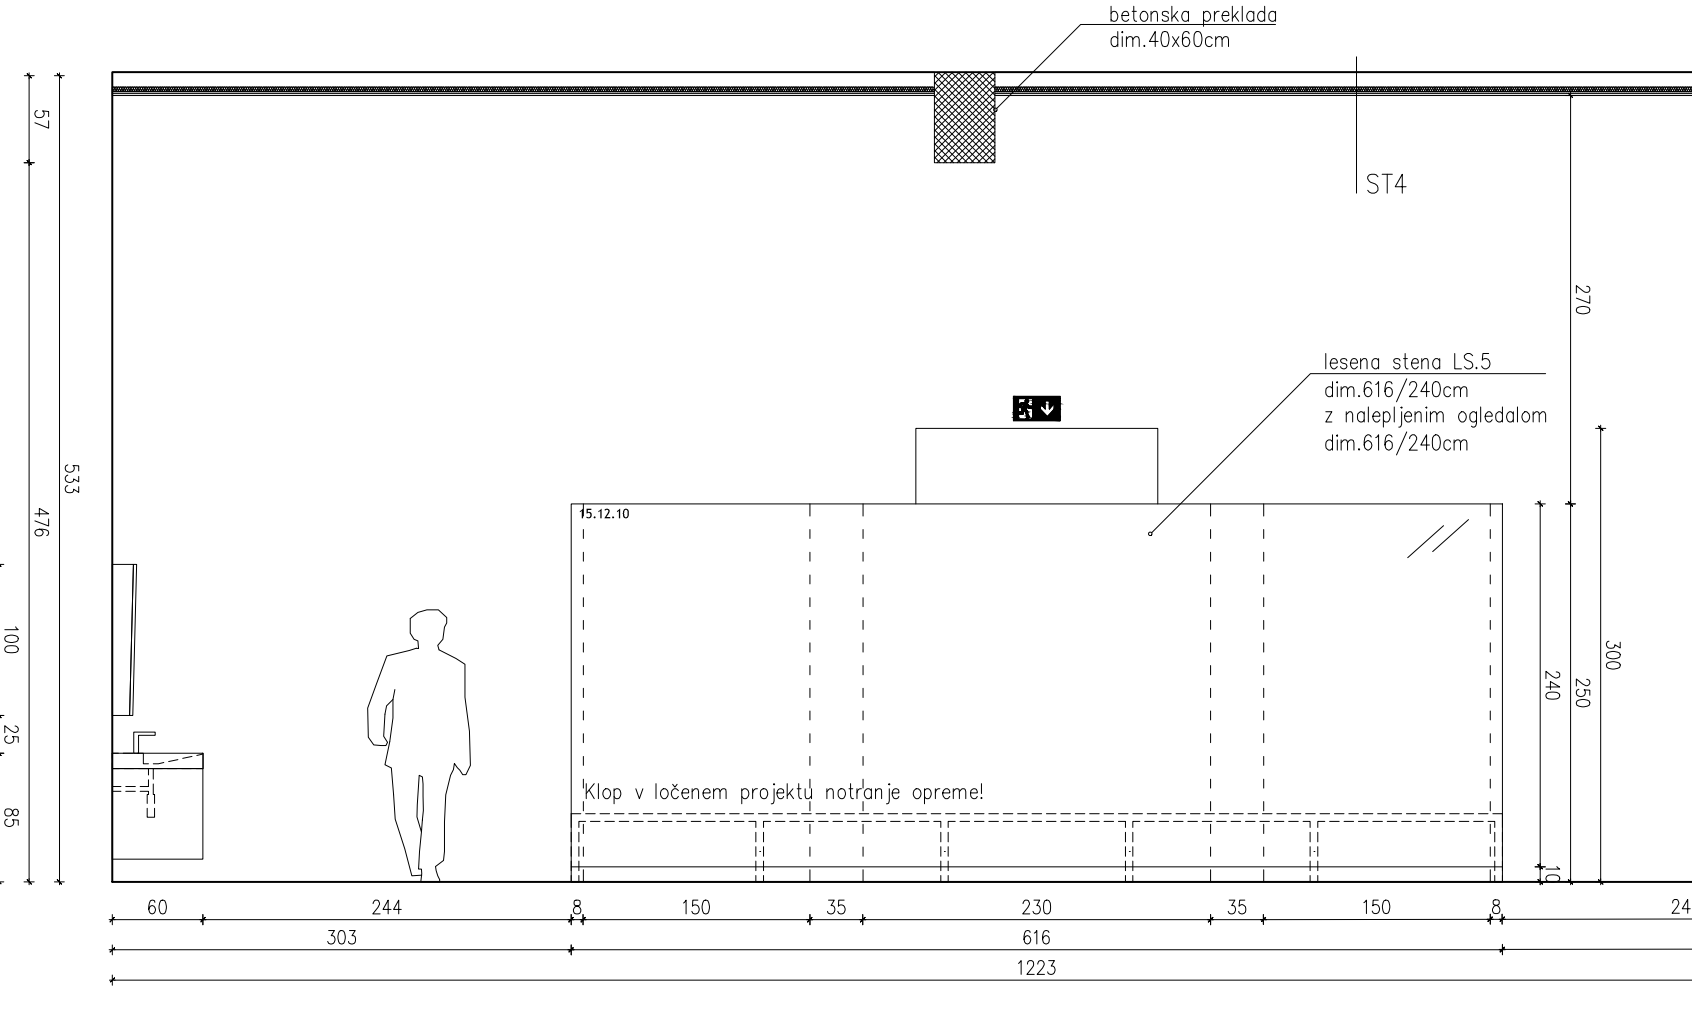 betonska preklada
dim.40x60cm
57
ST4
270
lesena stena LS.5
dim.616/240cm
z nalepljenim ogledalom
dim.616/240cm
533
476
15.12.10
100
25
85
300
240
250
10
Klop v ločenem projektu notranje opreme!
60 244 8 150 35 230 35 150 8 24
303 616
1223